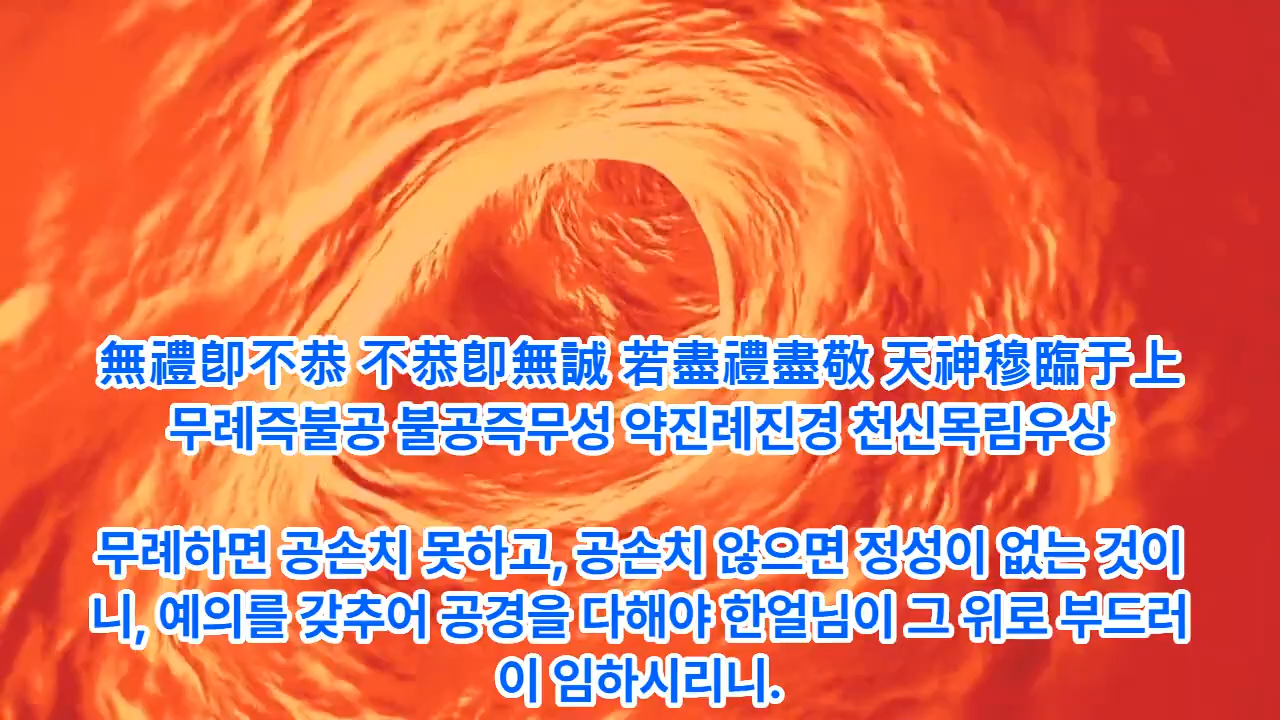 無禮卽不恭 不恭卽無誠 若盡禮盡敬 天神穆臨于上
무례즉불공 불공즉무성 약진례진경 천신목림우상
무례하면 공손치 못하고, 공손치 않으면 정성이 없는 것이
니, 예의를 갖추어 공경을 다해야 한얼님이 그 위로 부드러
이 임하시리니.